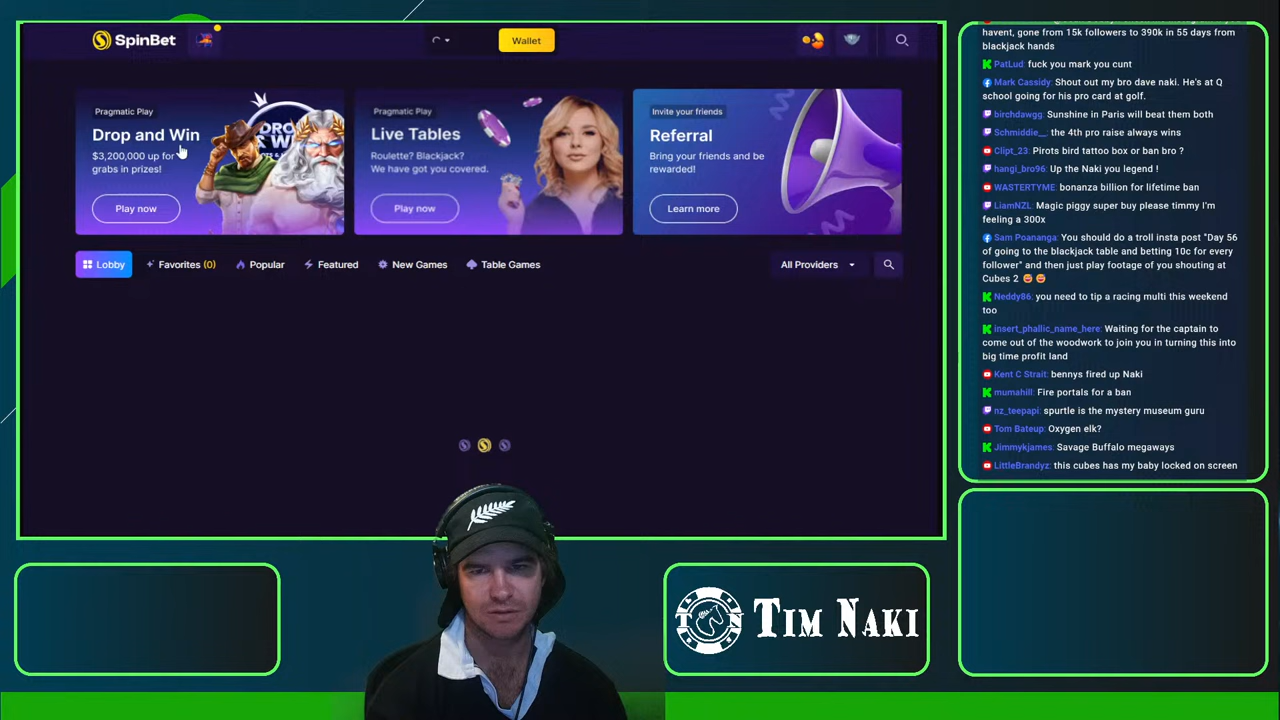 SpinBet
Wallet
Pragmatic Play
Drop and Win
$3,200,000 up for
grabs in prizes!
Play now
Pragmatic Play
Live Tables
Roulette? Blackjack?
We have got you covered.
Play now
Invite your friends
Referral
Bring your friends and be
rewarded!
Learn more
Lobby
Favorites (0)
Popular
Featured
New Games
Table Games
All Providers
havent, gone from 15k followers to 390k in 55 days from
blackjack hands
PatLud: fuck you mark you cunt
Mark Cassidy: Shout out my bro dave naki. He's at Q
school going for his pro card at golf.
birchdawgg: Sunshine in Paris will beat them both
Schmiddie__: the 4th pro raise always wins
Clipt_23: Pirots bird tattoo box or ban bro ?
hangi_bro96: Up the Naki you legend !
WASTERTYME: bonanza billion for lifetime ban
LiamNZL: Magic piggy super buy please timmy I'm
feeling a 300x
Sam Poananga: You should do a troll insta post "Day 56
of going to the blackjack table and betting 10c for every
follower" and then just play footage of you shouting at
Cubes 2 😅 😅
Neddy86: you need to tip a racing multi this weekend
too
insert_phallic_name_here: Waiting for the captain to
come out of the woodwork to join you in turning this into
big time profit land
Kent C Strait: bennys fired up Naki
mumahill: Fire portals for a ban
nz_teepapi: spurtle is the mystery museum guru
Tom Bateup: Oxygen elk?
Jimmykjames: Savage Buffalo megaways
LittleBrandyz: this cubes has my baby locked on screen
TIM NAKI